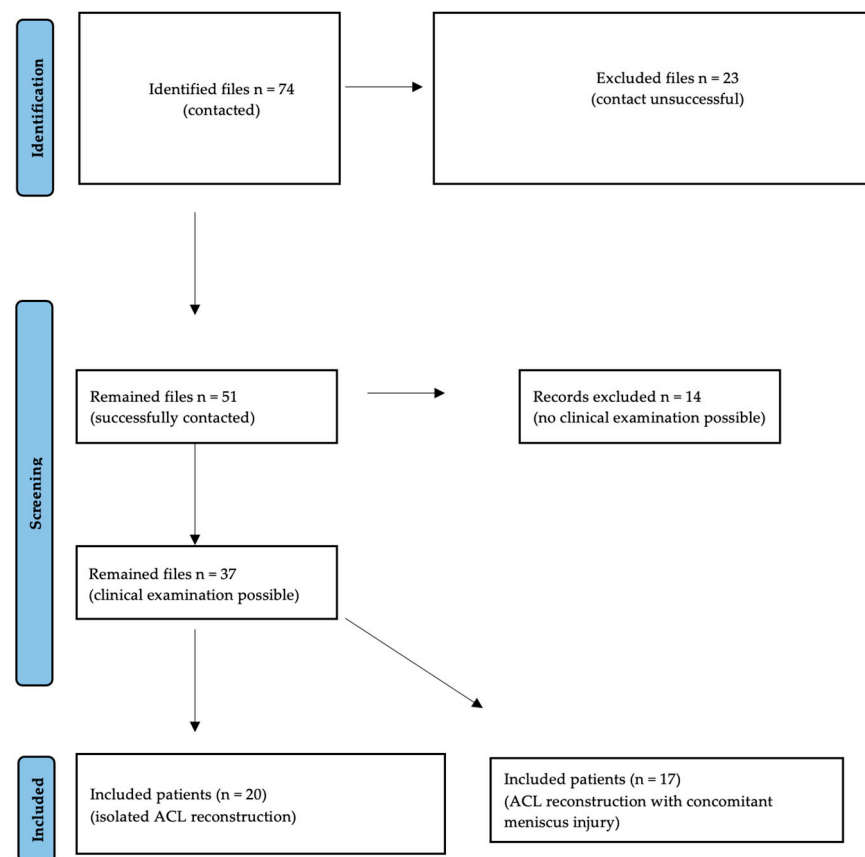 Identification
Identified files n = 74
(contacted)
Excluded files n = 23
(contact unsuccessful)
Screening
Remained files n = 51
(successfully contacted)
Records excluded n = 14
(no clinical examination possible)
Remained files n = 37
(clinical examination possible)
Included
Included patients (n = 20)
(isolated ACL reconstruction)
Included patients (n = 17)
(ACL reconstruction with concomitant
meniscus injury)